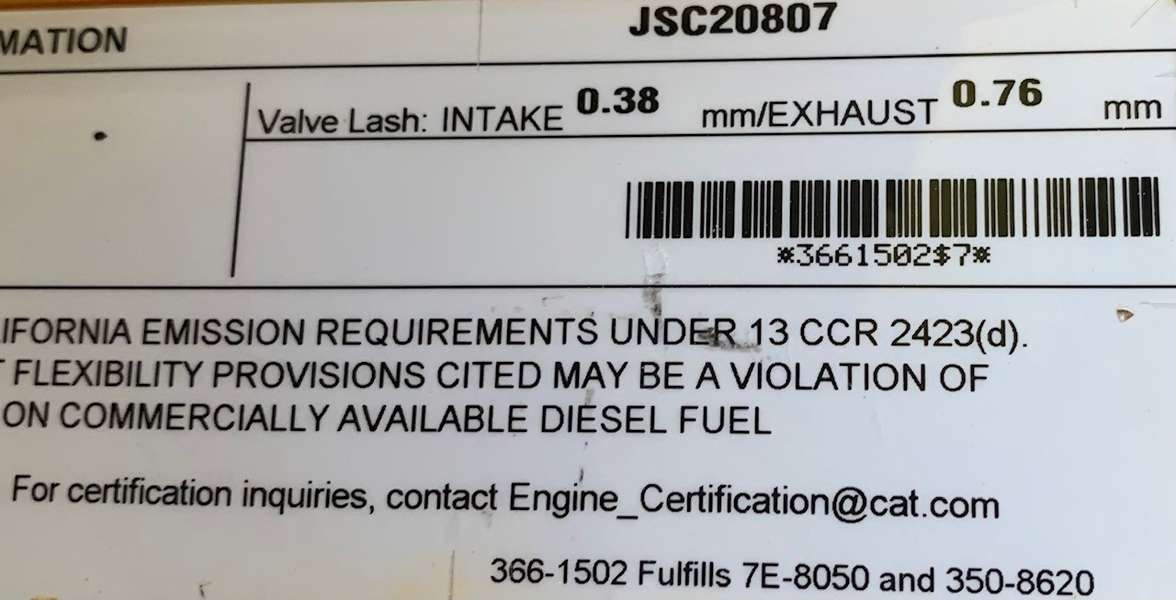 MATION JSC20807
Valve Lash: INTAKE 0.38 mm/EXHAUST 0.76 mm
*3661502$7*
IFORNIA EMISSION REQUIREMENTS UNDER 13 CCR 2423(d).
FLEXIBILITY PROVISIONS CITED MAY BE A VIOLATION OF
ON COMMERCIALLY AVAILABLE DIESEL FUEL
For certification inquiries, contact Engine_Certification@cat.com
366-1502 Fulfills 7E-8050 and 350-8620